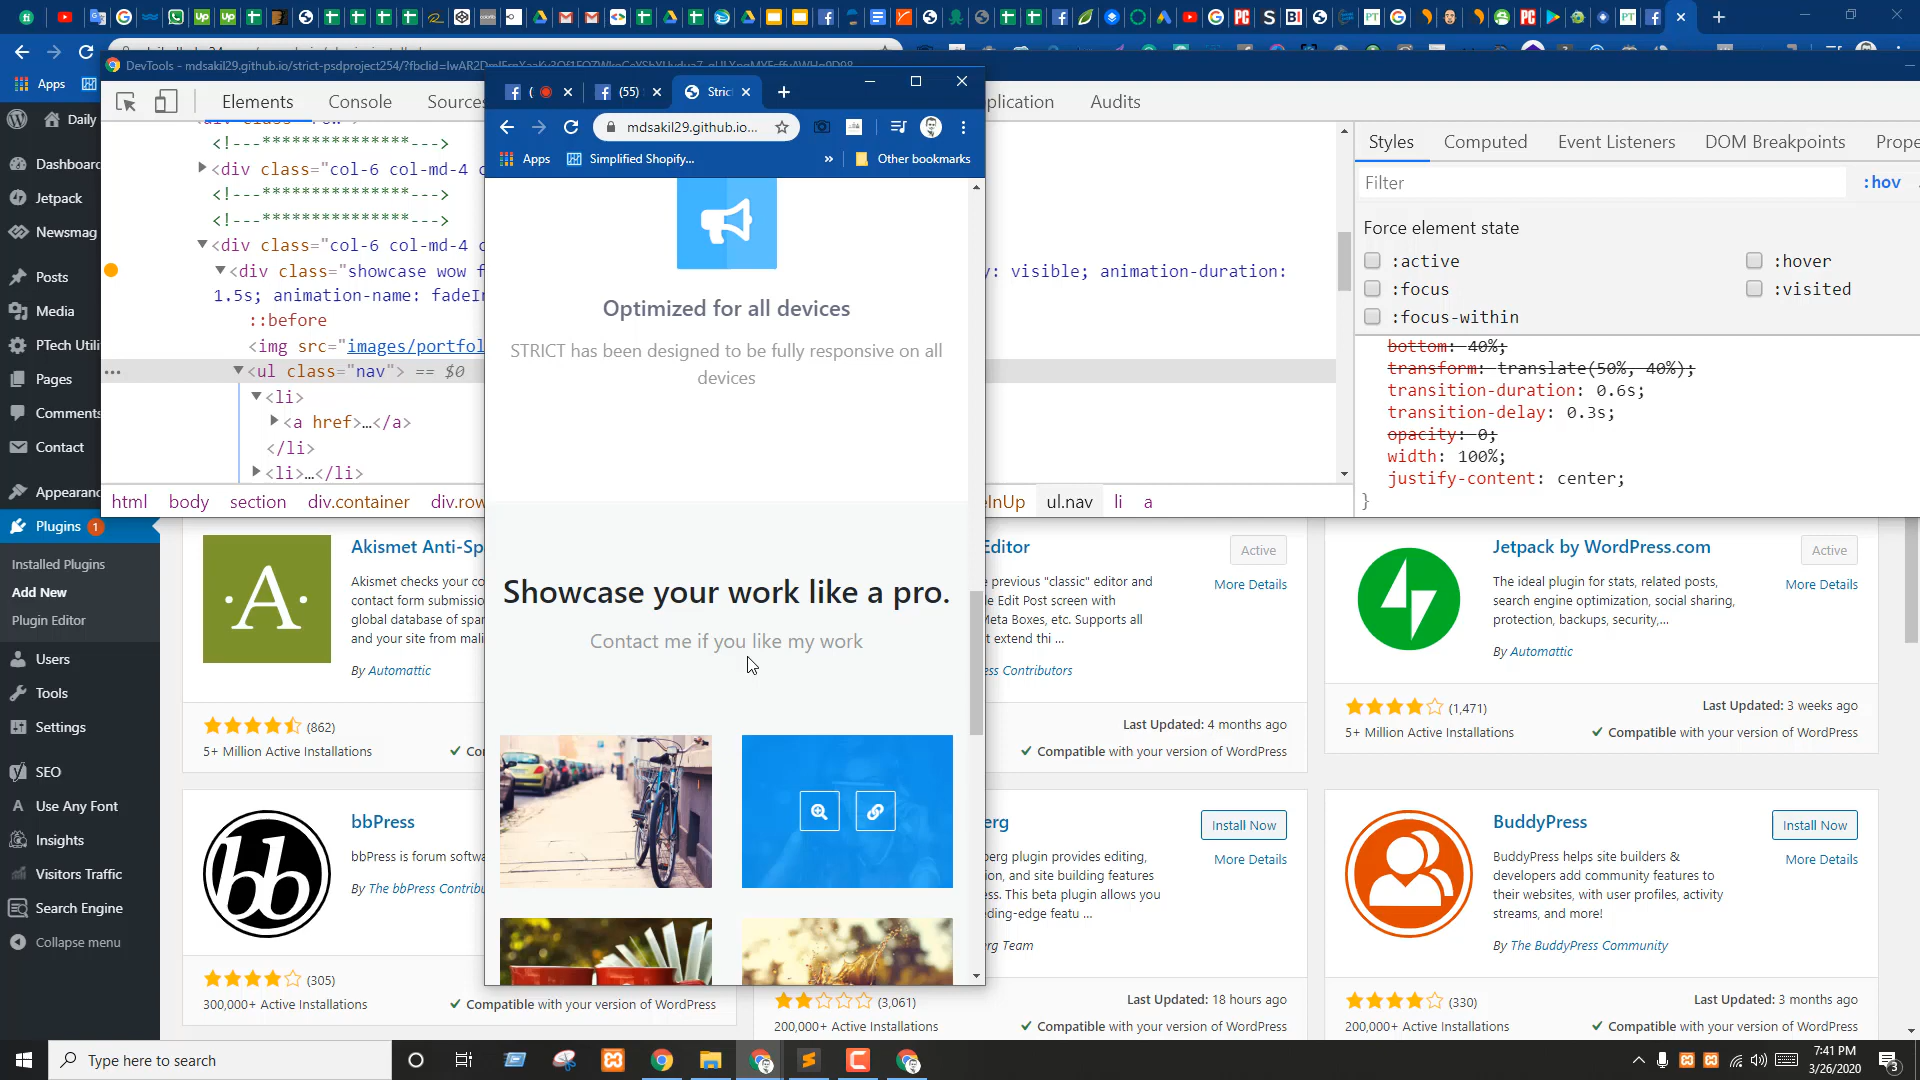 DevTools - mdsakil29.github.io/strict-psdproject254/
Elements
Console
Sources
plication
Audits
(
(55)
Stric
mdsakil29.github.io...
Apps
Simplified Shopify...
»
Other bookmarks
Apps
Daily
Dashboard
Jetpack
Newsmag
Posts
Media
PTech Utili
Pages
Comments
Contact
Appearanc
Plugins 1
Installed Plugins
Add New
Plugin Editor
Users
Tools
Settings
SEO
Use Any Font
Insights
Visitors Traffic
Search Engine
Collapse menu
<!---***************--->
<div class="col-6 col-md-4 c
<!---***************--->
<!---***************--->
<div class="col-6 col-md-4 c
<div class="showcase wow f
y: visible; animation-duration:
1.5s; animation-name: fadeIn
::before
<img src="images/portfol
<ul class="nav"> == $0
<li>
<a href>…</a>
</li>
<li>…</li>
html body section div.container div.row
eInUp ul.nav li a
Styles
Computed
Event Listeners
DOM Breakpoints
Prope
Filter
:hov
Force element state
:active
:hover
:focus
:visited
:focus-within
bottom: 40%;
transform: translate(50%, 40%);
transition-duration: 0.6s;
transition-delay: 0.3s;
opacity: 0;
width: 100%;
justify-content: center;
}
Optimized for all devices
STRICT has been designed to be fully responsive on all
devices
Showcase your work like a pro.
Contact me if you like my work
Akismet Anti-Sp
Akismet checks your co
contact form submissio
global database of spam
and your site from mali
By Automattic
(862)
5+ Million Active Installations
Co
Editor
e previous "classic" editor and
e Edit Post screen with
Meta Boxes, etc. Supports all
t extend thi ...
ess Contributors
Active
More Details
Last Updated: 4 months ago
Compatible with your version of WordPress
Jetpack by WordPress.com
The ideal plugin for stats, related posts,
search engine optimization, social sharing,
protection, backups, security,...
By Automattic
Active
More Details
(1,471)
5+ Million Active Installations
Last Updated: 3 weeks ago
Compatible with your version of WordPress
bb
bbPress
bbPress is forum softwa
By The bbPress Contribu
(305)
300,000+ Active Installations
Compatible with your version of WordPress
erg
berg plugin provides editing,
ion, and site building features
ess. This beta plugin allows you
eding-edge featu ...
rg Team
Install Now
More Details
(3,061)
200,000+ Active Installations
Last Updated: 18 hours ago
Compatible with your version of WordPress
BuddyPress
BuddyPress helps site builders &
developers add community features to
their websites, with user profiles, activity
streams, and more!
By The BuddyPress Community
Install Now
More Details
(330)
200,000+ Active Installations
Last Updated: 3 months ago
Compatible with your version of WordPress
Type here to search
7:41 PM
3/26/2020
3